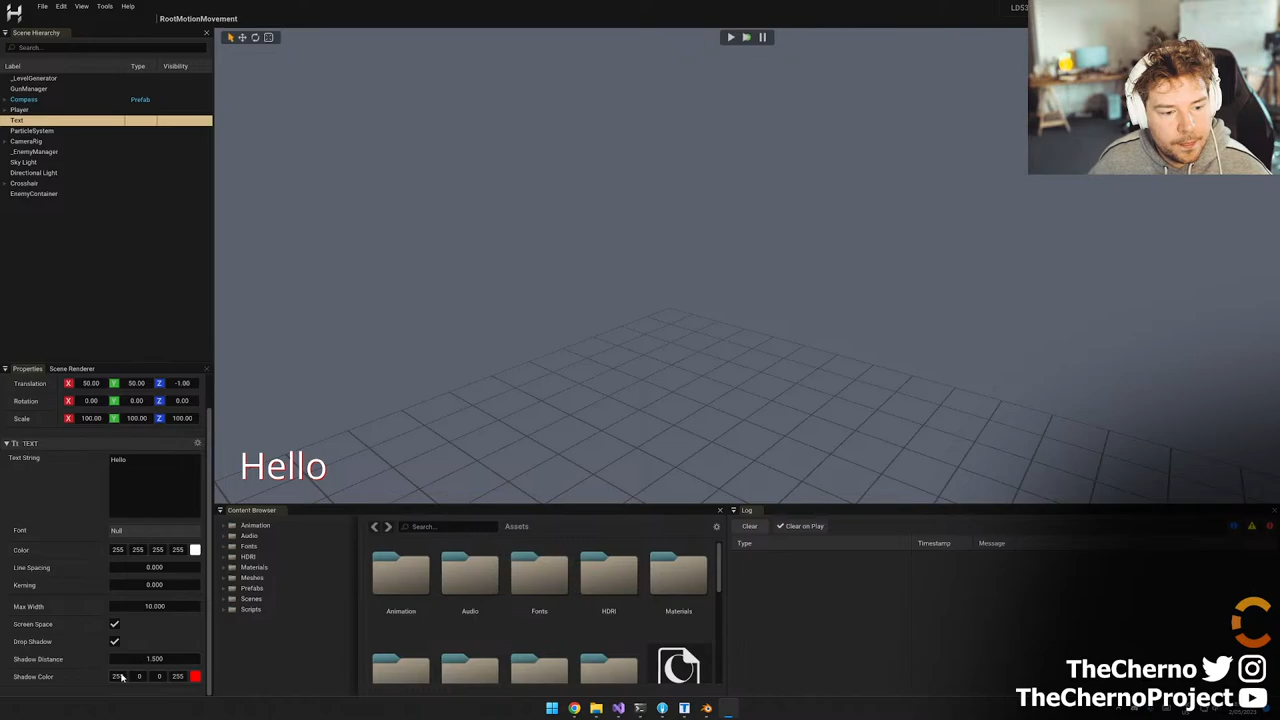 File Edit View Tools Help
RootMotionMovement
LD53
Scene Hierarchy
Search...
Label Type Visibility
_LevelGenerator
GunManager
Compass Prefab
Player
Text
ParticleSystem
CameraRig
_EnemyManager
Sky Light
Directional Light
Crosshair
EnemyContainer
Properties Scene Renderer
Translation X 50.00 Y 50.00 Z -1.00
Rotation X 0.00 Y 0.00 Z 0.00
Scale X 100.00 Y 100.00 Z 100.00
TEXT
Text String Hello
Font Null
Color 255 255 255 255
Line Spacing 0.000
Kerning 0.000
Max Width 10.000
Screen Space
Drop Shadow
Shadow Distance 1.500
Shadow Color 255 0 0 255
Hello
Content Browser
Animation
Audio
Fonts
HDRI
Materials
Meshes
Prefabs
Scenes
Scripts
Search... Assets
Animation Audio Fonts HDRI Materials
Log
Clear Clear on Play
Type Timestamp Message
TheCherno
TheChernoProject